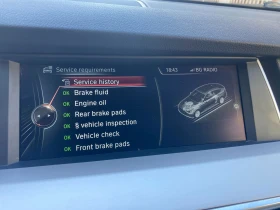 Service requirements
19:43
BG RADIO
Service history
OK Brake fluid
OK Engine oil
OK Rear brake pads
OK § vehicle inspection
OK Vehicle check
OK Front brake pads